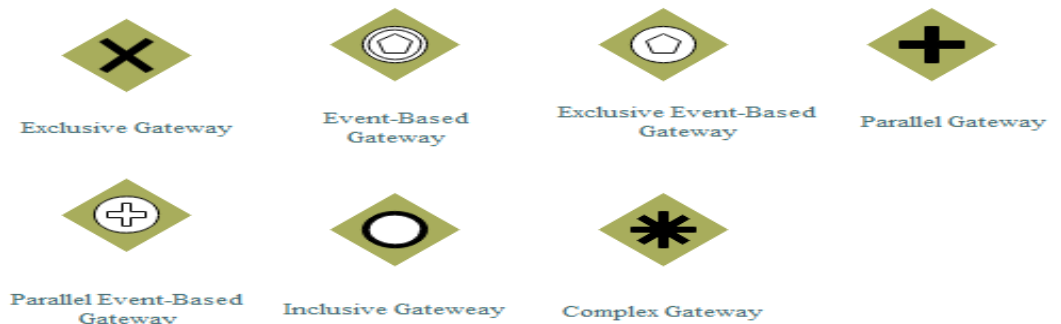 Exclusive Gateway
Event-Based
Gateway
Exclusive Event-Based
Gateway
Parallel Gateway
Parallel Event-Based
Gateway
Inclusive Gateweay
Complex Gateway